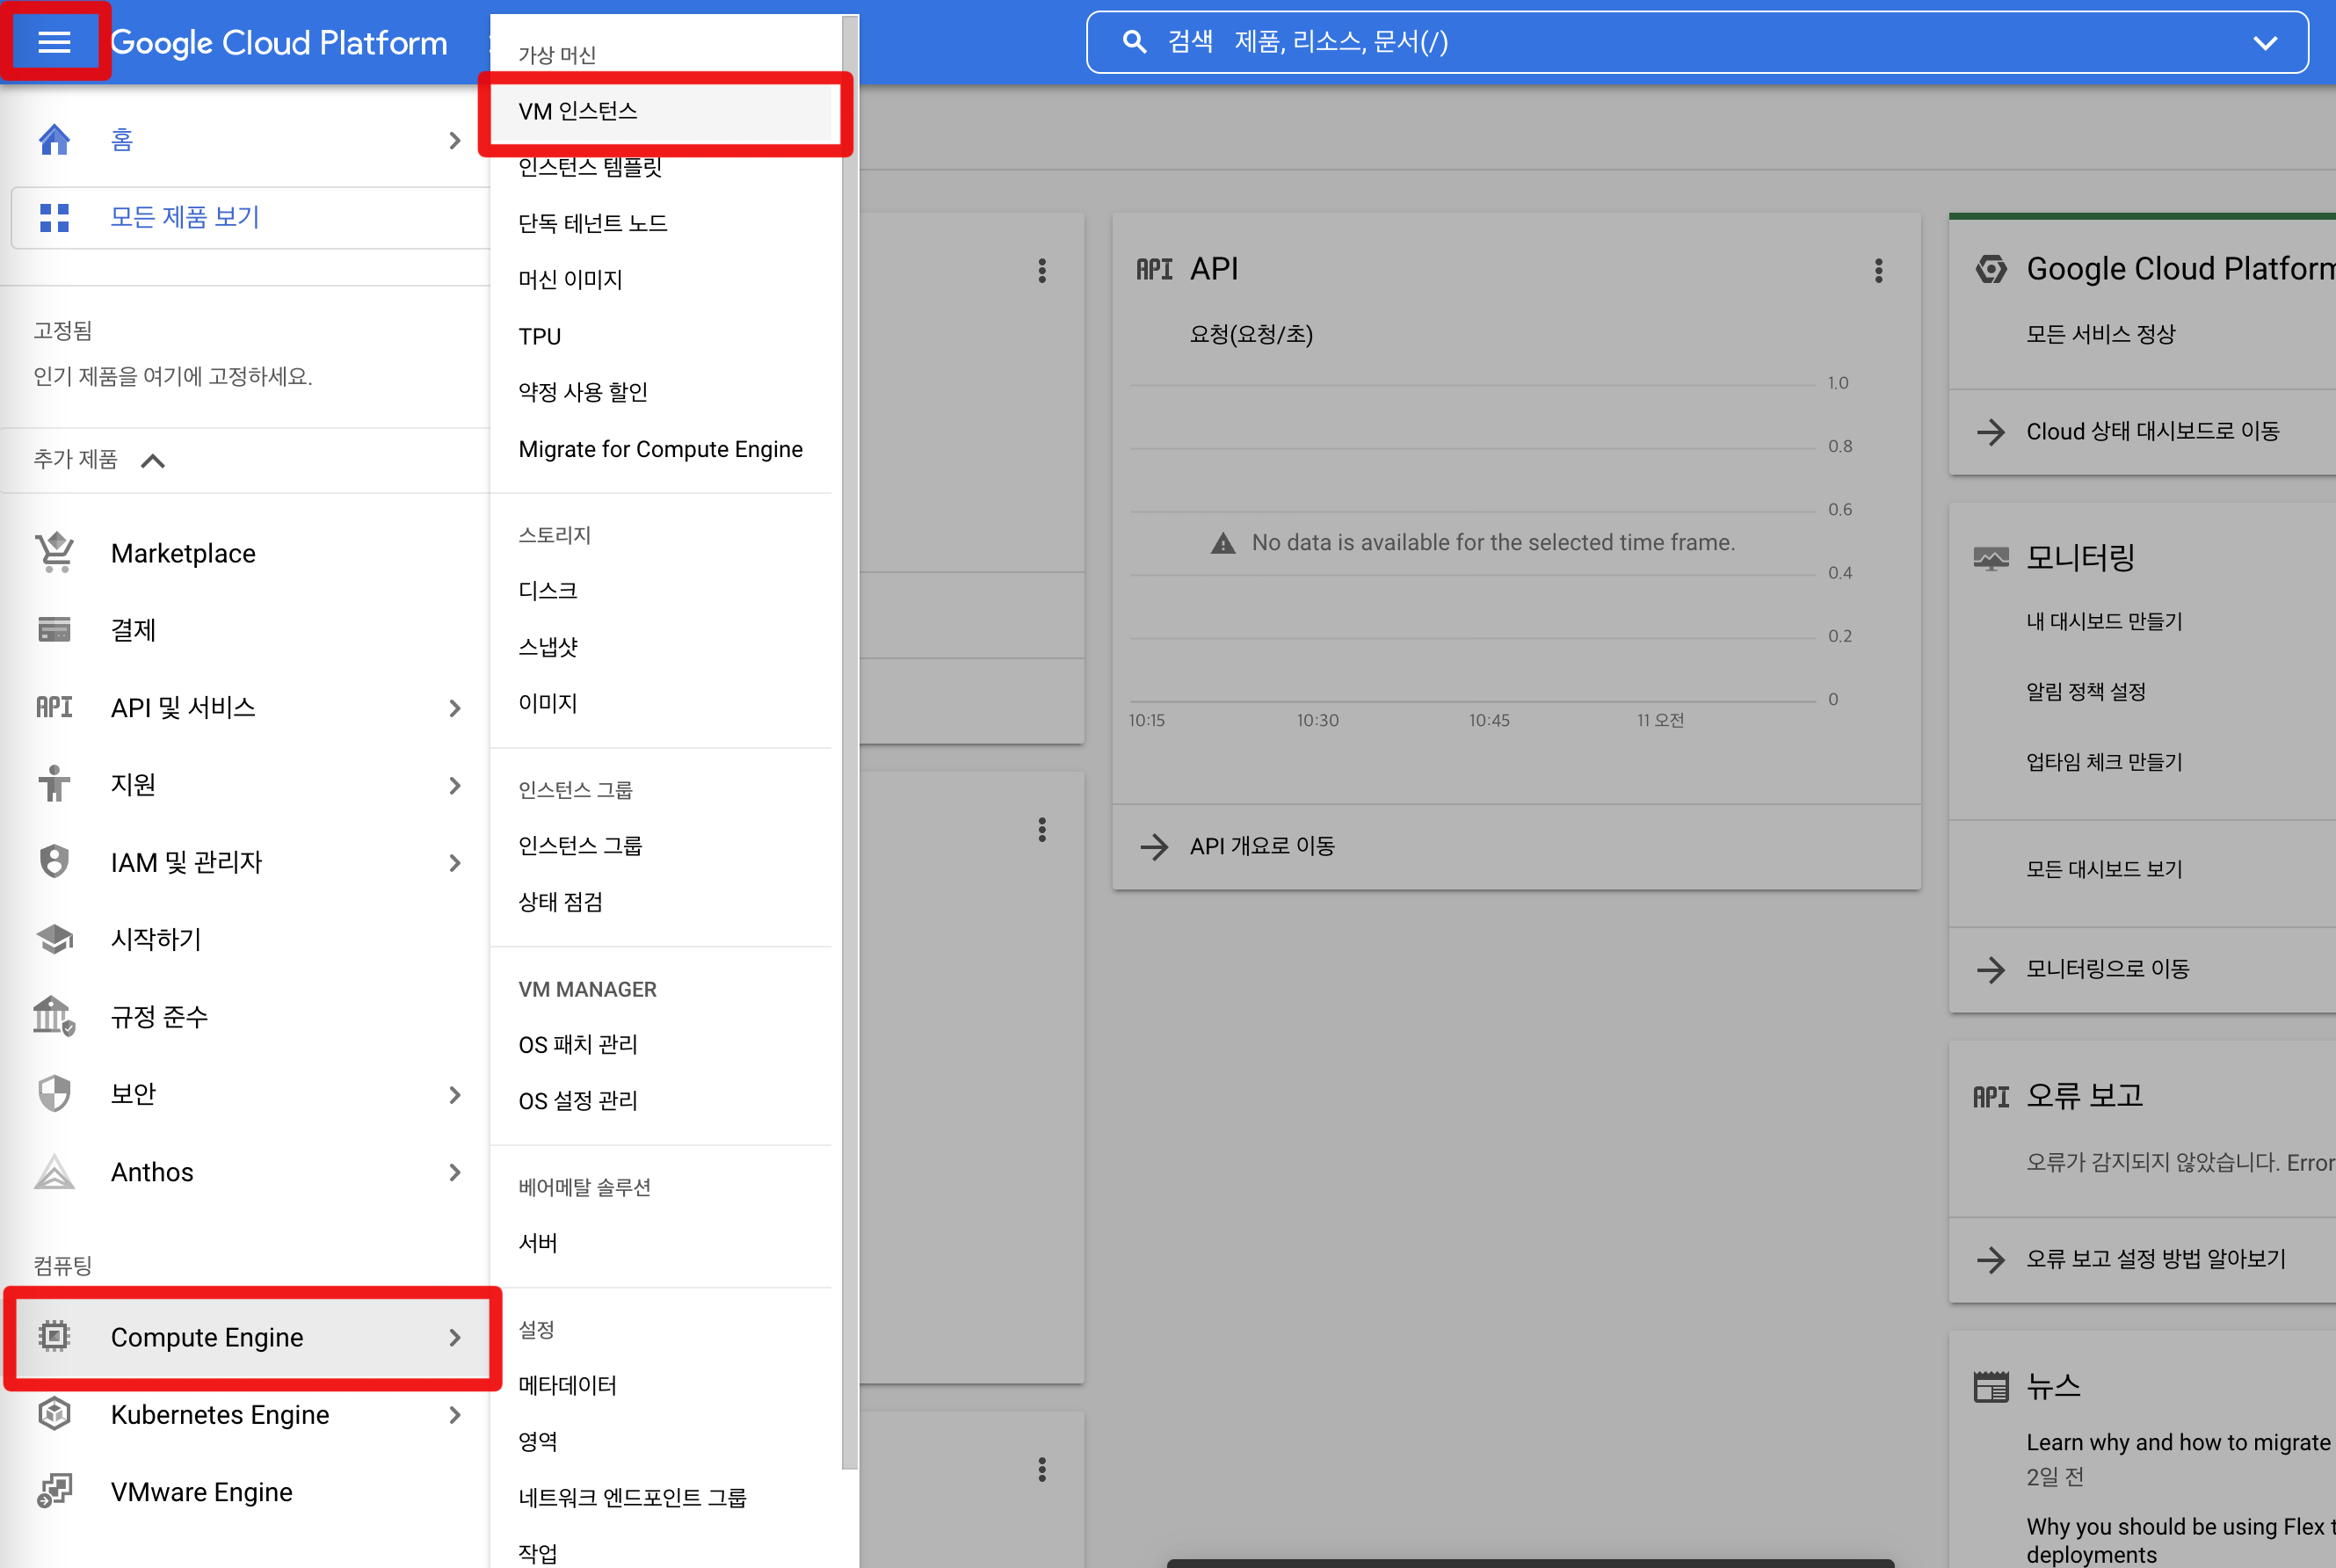 Google Cloud Platform
검색 제품, 리소스, 문서(/)
홈
모든 제품 보기
고정됨
인기 제품을 여기에 고정하세요.
추가 제품
Marketplace
결제
API
API 및 서비스
지원
IAM 및 관리자
시작하기
규정 준수
보안
Anthos
컴퓨팅
Compute Engine
Kubernetes Engine
VMware Engine
가상 머신
VM 인스턴스
인스턴스 템플릿
단독 테넌트 노드
머신 이미지
TPU
약정 사용 할인
Migrate for Compute Engine
스토리지
디스크
스냅샷
이미지
인스턴스 그룹
인스턴스 그룹
상태 점검
VM MANAGER
OS 패치 관리
OS 설정 관리
베어메탈 솔루션
서버
설정
메타데이터
영역
네트워크 엔드포인트 그룹
작업
API API
요청(요청/초)
1.0
0.8
0.6
No data is available for the selected time frame.
0.4
0.2
0
10:15 10:30 10:45 11 오전
API 개요로 이동
Google Cloud Platform
모든 서비스 정상
Cloud 상태 대시보드로 이동
모니터링
내 대시보드 만들기
알림 정책 설정
업타임 체크 만들기
모든 대시보드 보기
모니터링으로 이동
API 오류 보고
오류가 감지되지 않았습니다. Error
오류 보고 설정 방법 알아보기
뉴스
Learn why and how to migrate
2일 전
Why you should be using Flex t
deployments